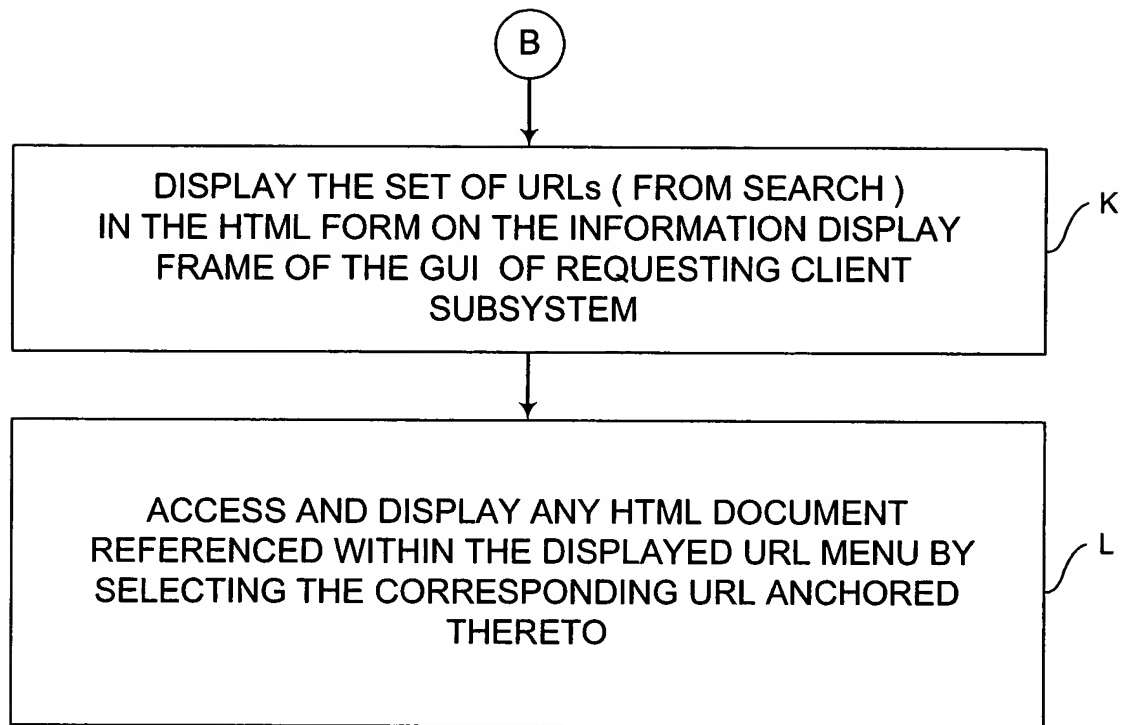 B
DISPLAY THE SET OF URLs ( FROM SEARCH )
IN THE HTML FORM ON THE INFORMATION DISPLAY
FRAME OF THE GUI OF REQUESTING CLIENT
SUBSYSTEM
K
ACCESS AND DISPLAY ANY HTML DOCUMENT
REFERENCED WITHIN THE DISPLAYED URL MENU BY
SELECTING THE CORRESPONDING URL ANCHORED
THERETO
L